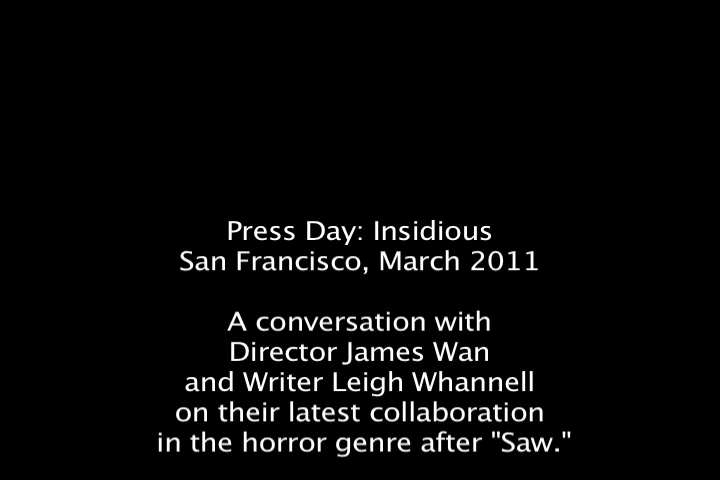 Press Day: Insidious
San Francisco, March 2011
A conversation with
Director James Wan
and Writer Leigh Whannell
on their latest collaboration
in the horror genre after "Saw."